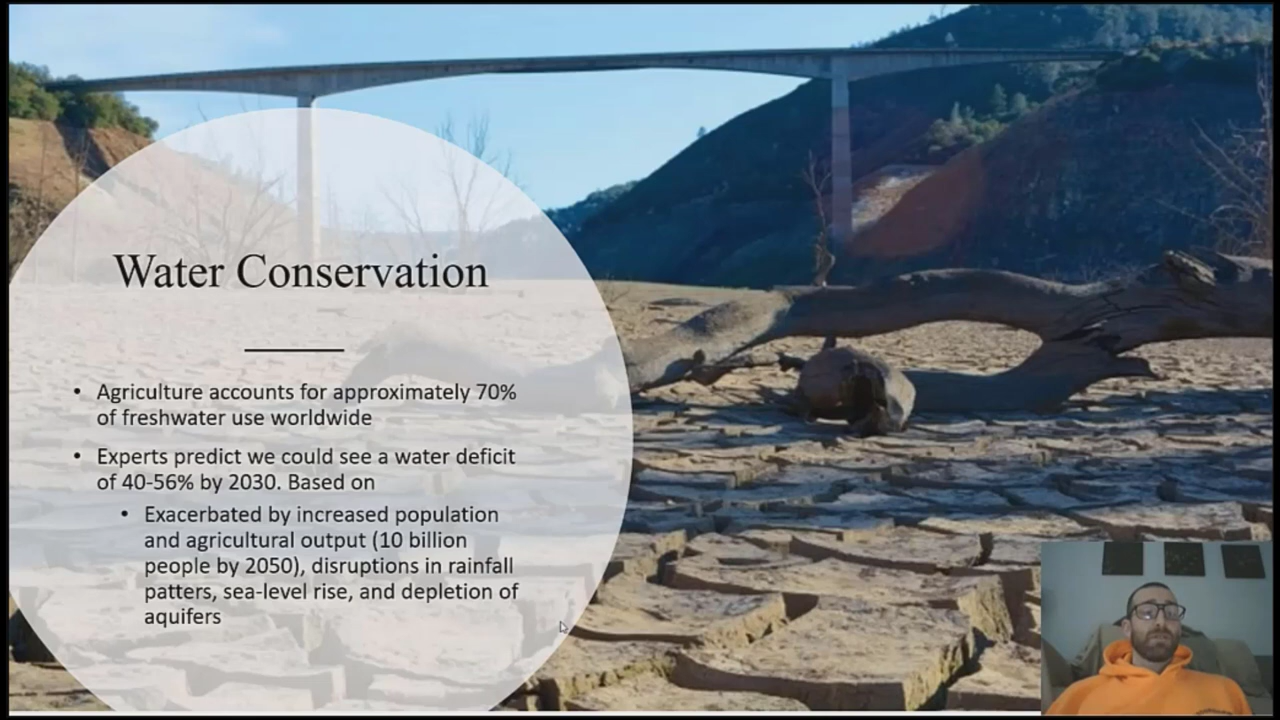 Water Conservation
• Agriculture accounts for approximately 70%
of freshwater use worldwide
• Experts predict we could see a water deficit
of 40-56% by 2030. Based on
• Exacerbated by increased population
and agricultural output (10 billion
people by 2050), disruptions in rainfall
patters, sea-level rise, and depletion of
aquifers